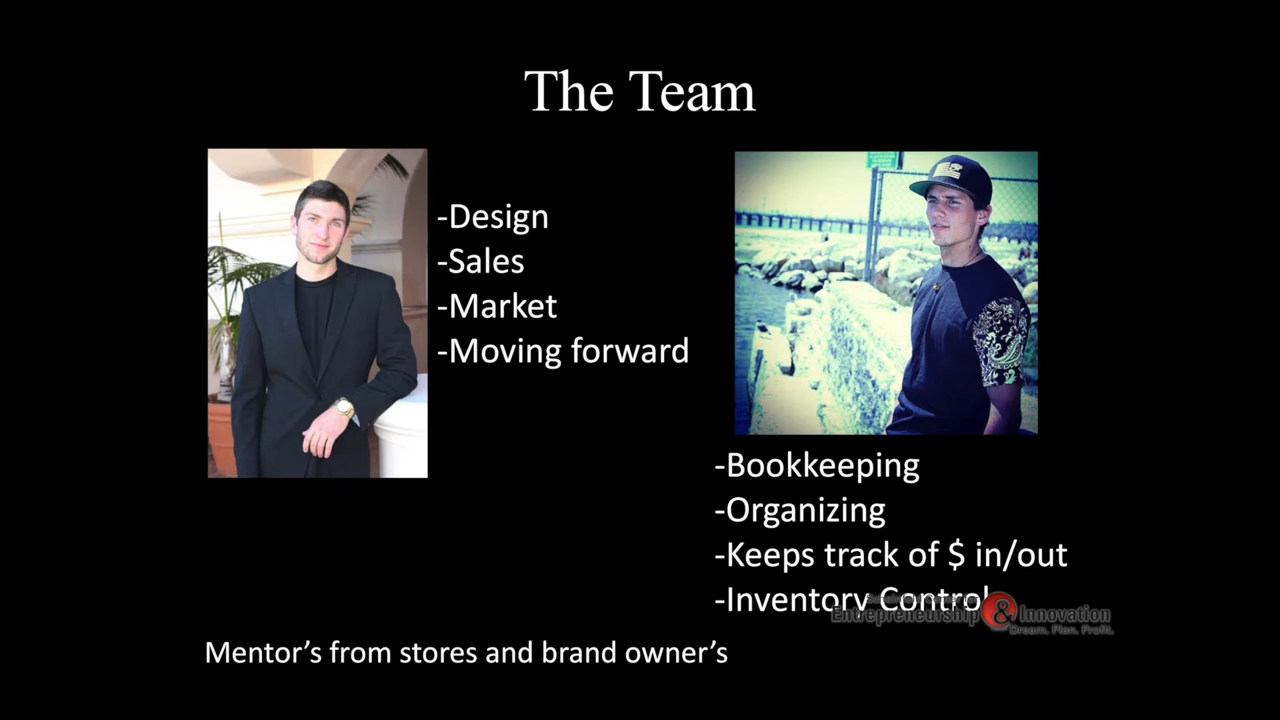 The Team
-Design
-Sales
-Market
-Moving forward
-Bookkeeping
-Organizing
-Keeps track of $ in/out
-Inventory Control
Entrepreneurship & Innovation
Dream. Plan. Profit.
Mentor’s from stores and brand owner’s